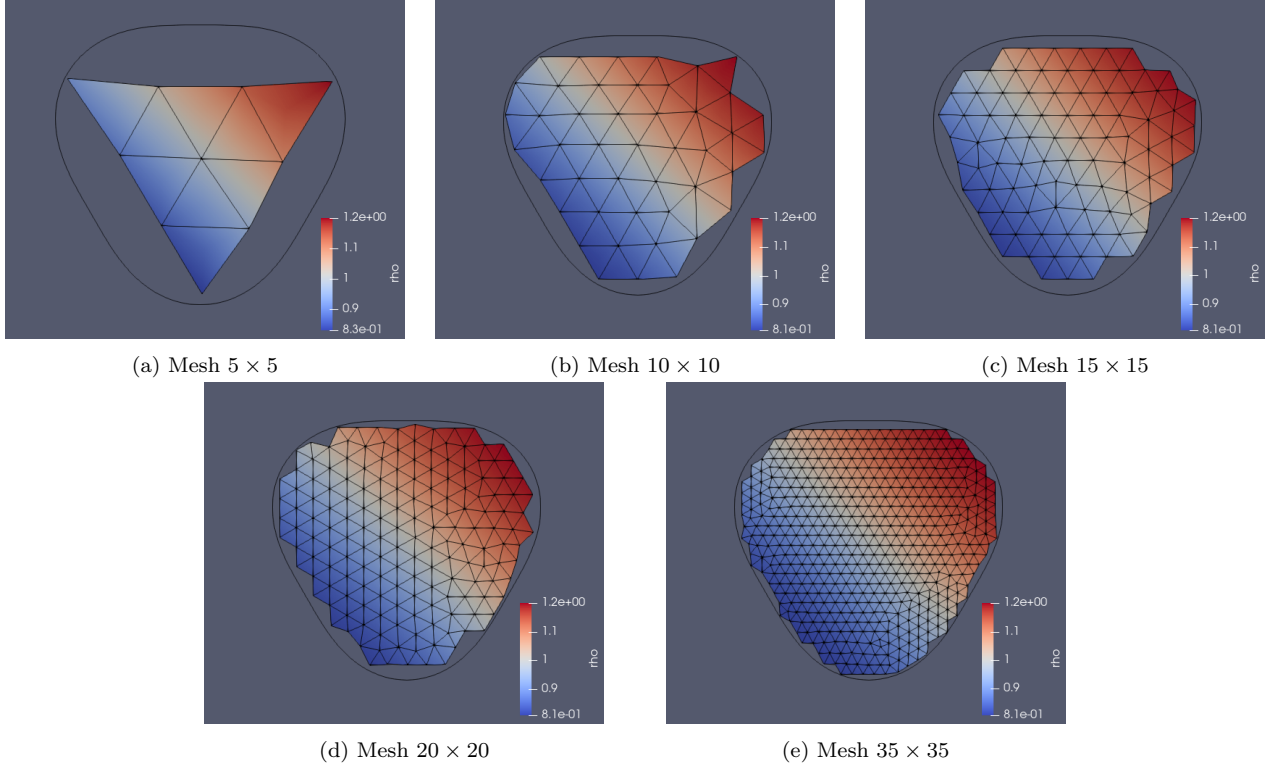 1.2e+00
1.1
1
0.9
8.3e-01
rho
1.2e+00
1.1
1
0.9
8.1e-01
rho
1.2e+00
1.1
1
0.9
8.1e-01
rho
(a) Mesh 5 × 5
(b) Mesh 10 × 10
(c) Mesh 15 × 15
1.2e+00
1.1
1
0.9
8.1e-01
rho
1.2e+00
1.1
1
0.9
8.1e-01
rho
(d) Mesh 20 × 20
(e) Mesh 35 × 35